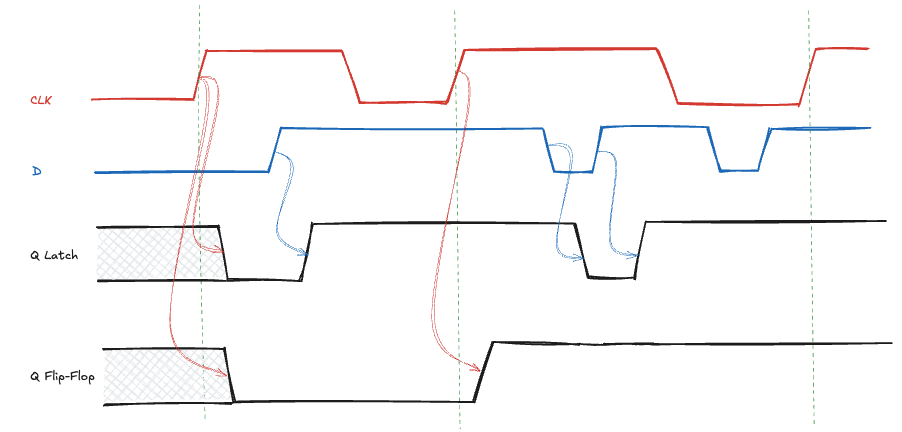 CLK
D
Q Latch
Q Flip-Flop